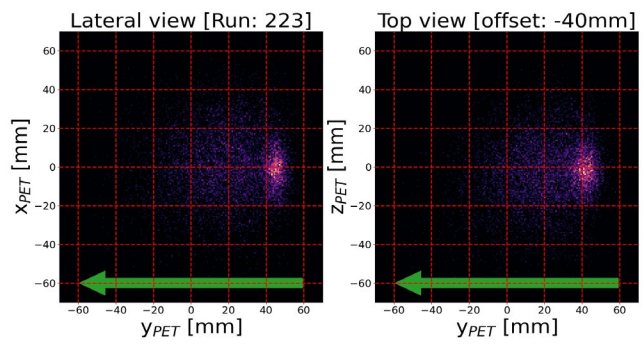 Lateral view [Run: 223]
60
40
20
0
−20
−40
−60
x_PET [mm]
−60 −40 −20 0 20 40 60
y_PET [mm]
Top view [offset: -40mm]
60
40
20
0
−20
−40
−60
z_PET [mm]
−60 −40 −20 0 20 40 60
y_PET [mm]